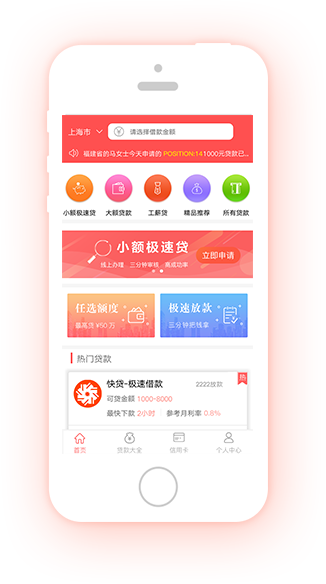 上海市
请选择借款金额
福建省的马女士今天申请的 POSITION:141000元贷款已...
小额极速贷 大额贷款 工薪贷 精品推荐 所有贷款
小额极速贷
线上办理 三分钟审核 高成功率
立即申请
任选额度
最高贷¥50万
极速放款
三分钟把钱拿
热门贷款
快贷-极速借款
2222放款
热
可贷金额 1000-8000
最快下款 2小时 参考月利率 0.8%
首页 贷款大全 信用卡 个人中心